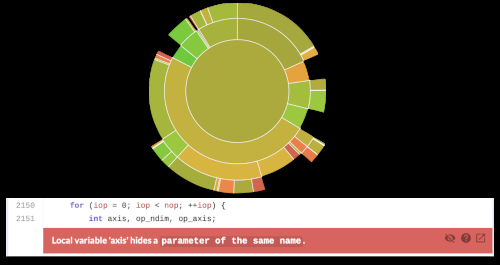 2150 for (iop = 0; iop < nop; ++iop) {
2151 int axis, op_ndim, op_axis;
Local variable 'axis' hides a parameter of the same name.